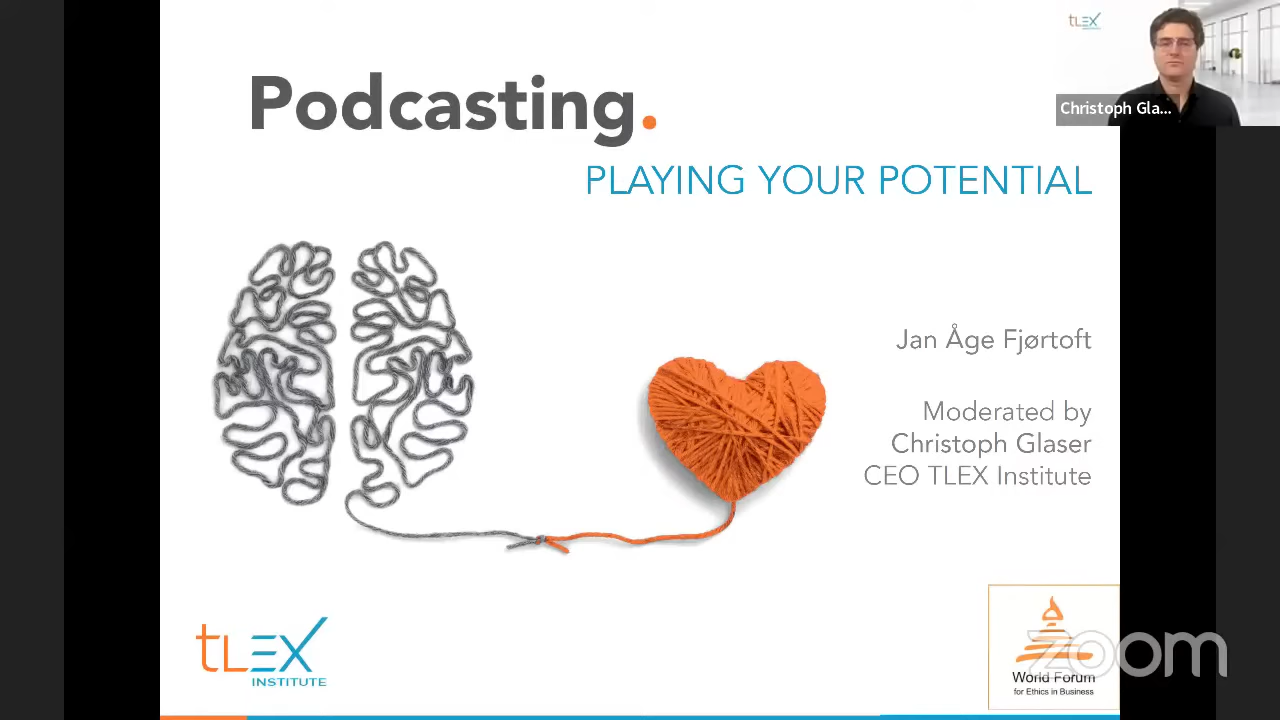 tLEX
INSTITUTE
Christoph Gla...
Podcasting.
PLAYING YOUR POTENTIAL
Jan Åge Fjørtoft
Moderated by
Christoph Glaser
CEO TLEX Institute
tLEX
INSTITUTE
zoom
World Forum
for Ethics in Business